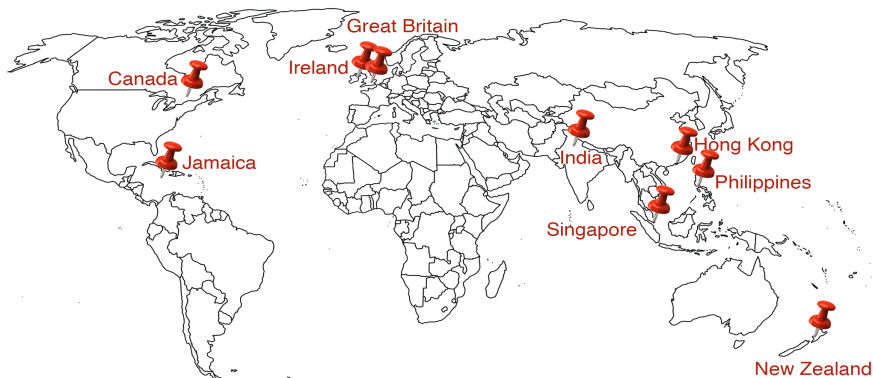 Great Britain
Ireland
Canada
Jamaica
Hong Kong
India
Philippines
Singapore
New Zealand